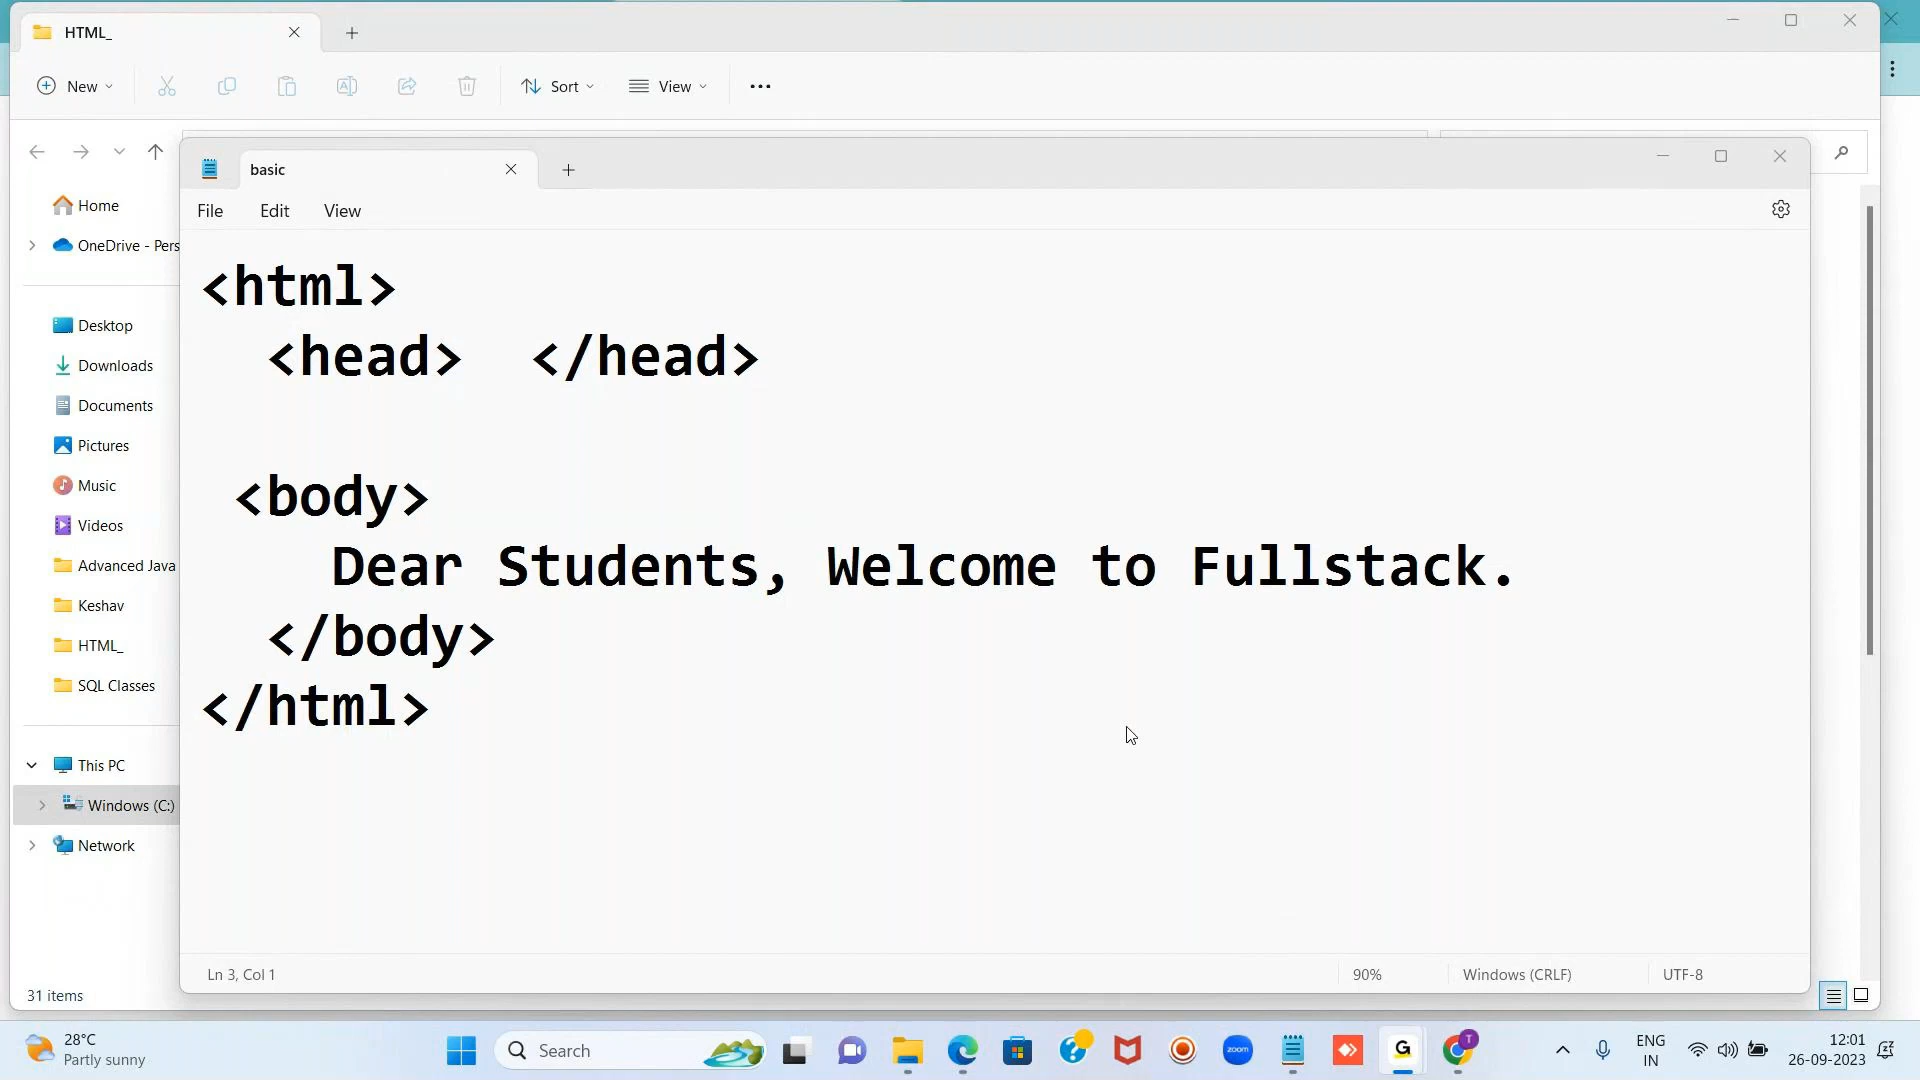 HTML_
New
Sort
View
basic
File Edit View
<html>
<head> </head>
<body>
Dear Students, Welcome to Fullstack.
</body>
</html>
Ln 3, Col 1
90%
Windows (CRLF)
UTF-8
Home
OneDrive - Pers
Desktop
Downloads
Documents
Pictures
Music
Videos
Advanced Java
Keshav
HTML_
SQL Classes
This PC
Windows (C:)
Network
31 items
28°C
Partly sunny
Search
zoom
G
T
ENG
IN
12:01
26-09-2023